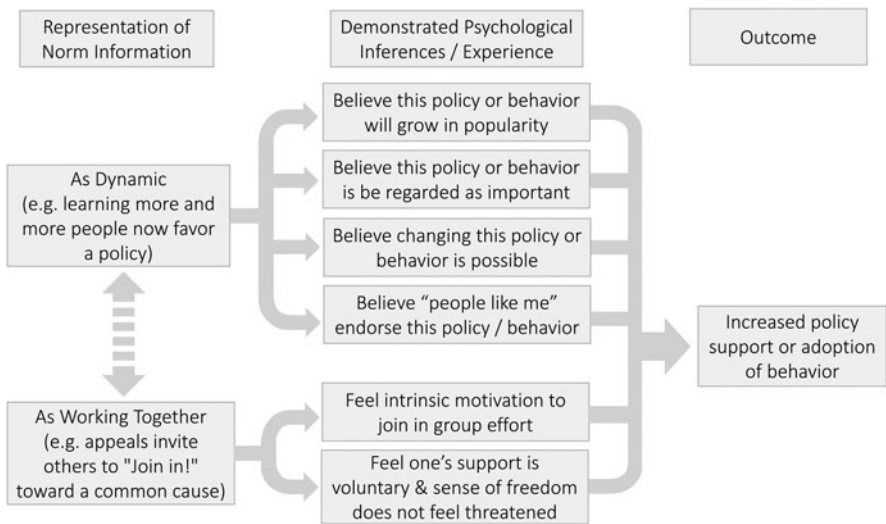 Representation of
Norm Information
Demonstrated Psychological
Inferences / Experience
Outcome
As Dynamic
(e.g. learning more and
more people now favor
a policy)
Believe this policy or behavior
will grow in popularity
Believe this policy or behavior
is be regarded as important
Believe changing this policy or
behavior is possible
Believe “people like me”
endorse this policy / behavior
As Working Together
(e.g. appeals invite
others to "Join in!"
toward a common cause)
Feel intrinsic motivation to
join in group effort
Feel one’s support is
voluntary & sense of freedom
does not feel threatened
Increased policy
support or adoption
of behavior